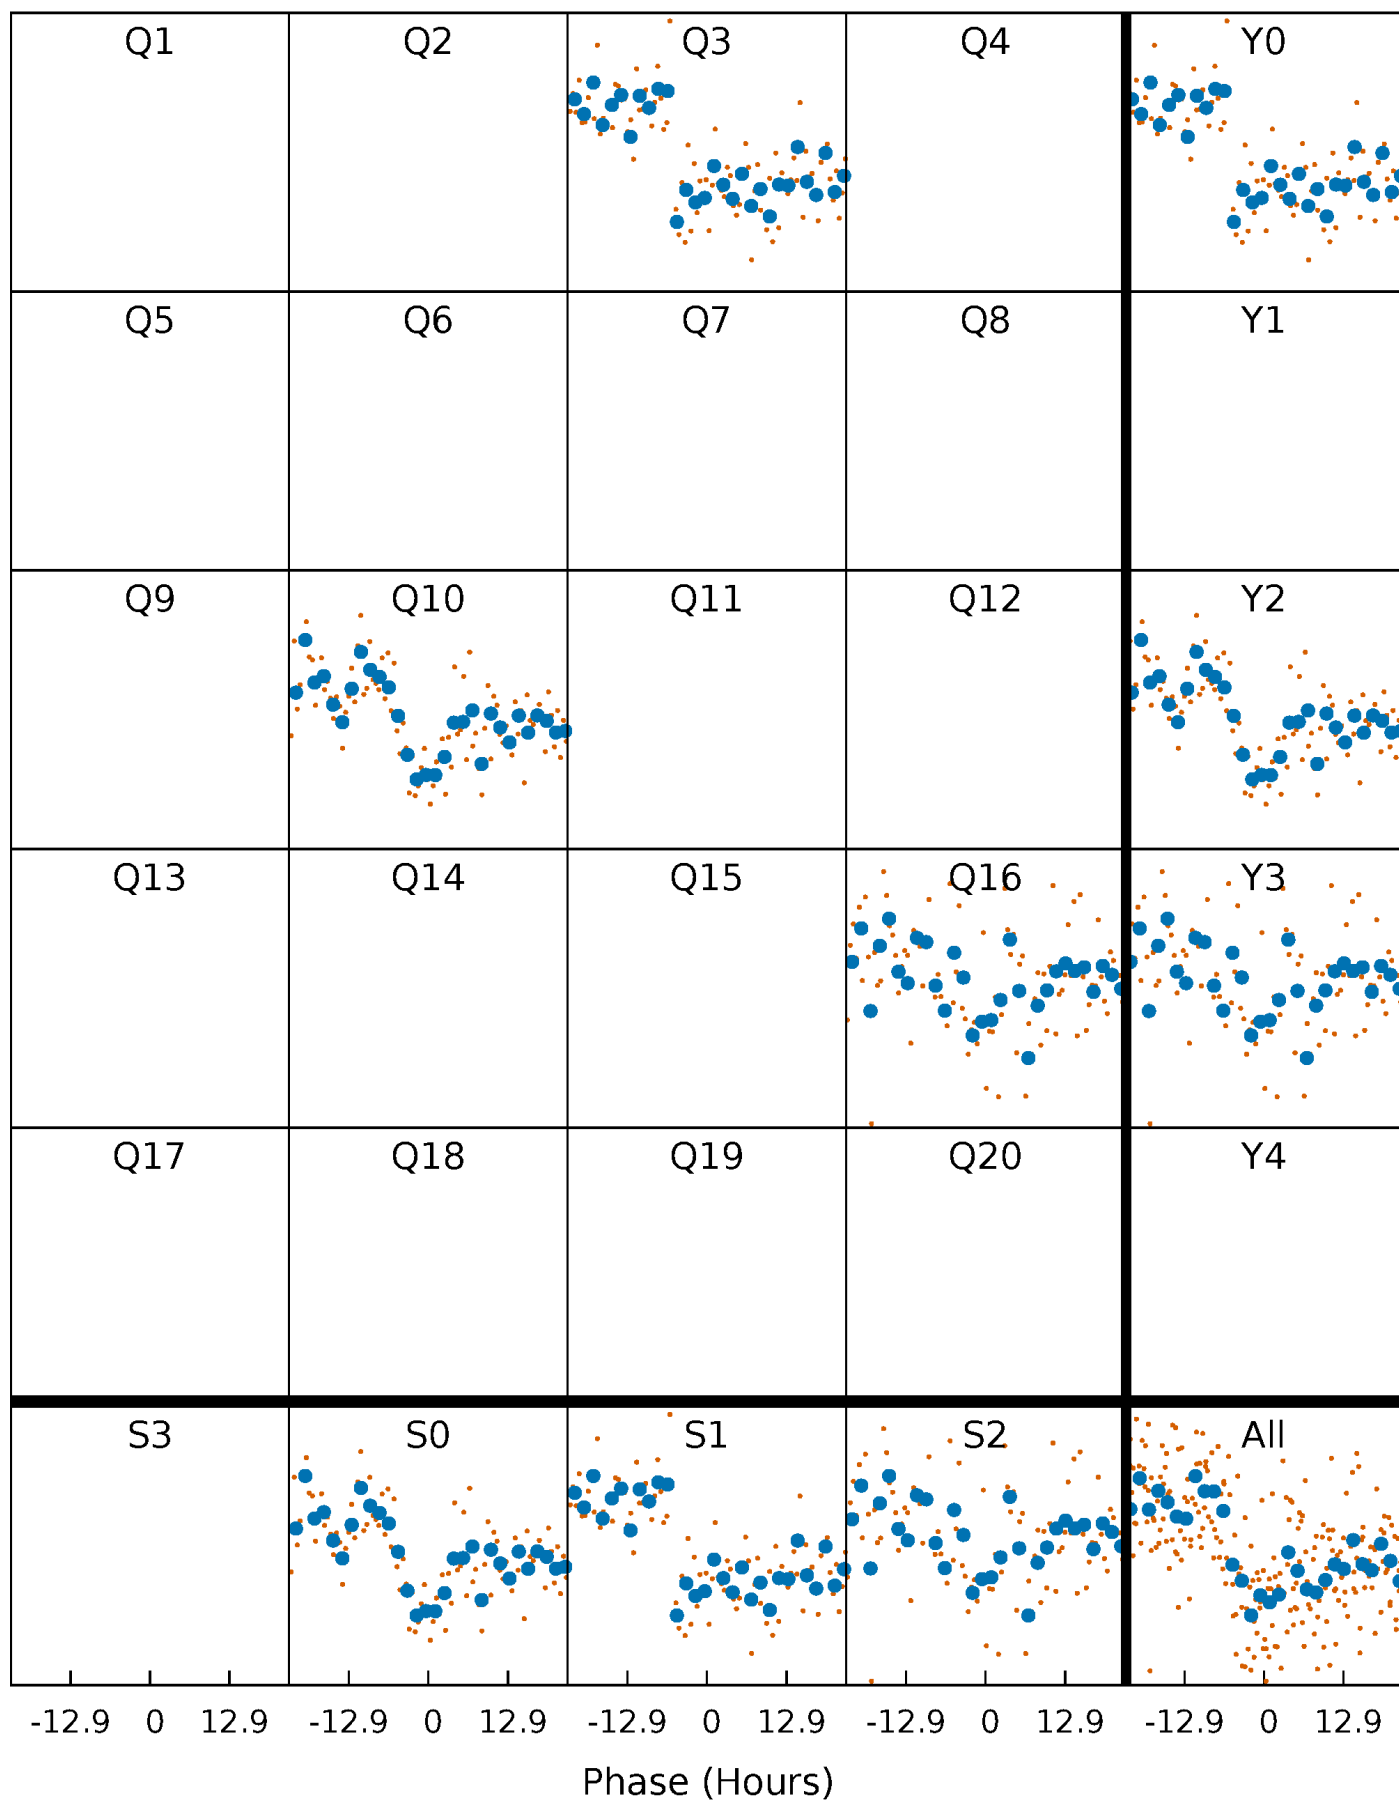 Q1 Q2 Q3 Q4 Y0
Q5 Q6 Q7 Q8 Y1
Q9 Q10 Q11 Q12 Y2
Q13 Q14 Q15 Q16 Y3
Q17 Q18 Q19 Q20 Y4
S3 S0 S1 S2 All
-12.9 0 12.9 -12.9 0 12.9 -12.9 0 12.9 -12.9 0 12.9 -12.9 0 12.9
Phase (Hours)